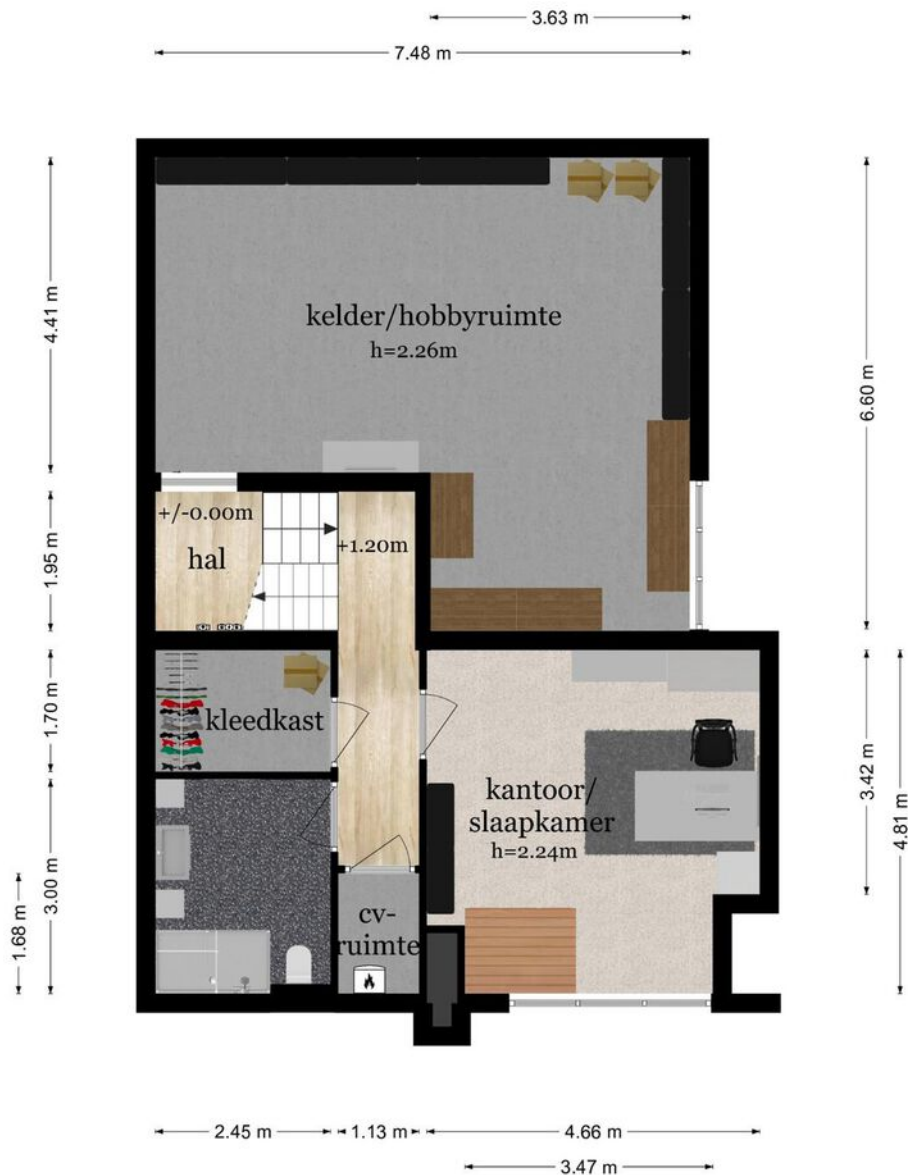 3.63 m
7.48 m
4.41 m
6.60 m
kelder/hobbyruimte
h=2.26m
1.95 m
+/-0.00m
hal
+1.20m
1.70 m
kleedkast
3.42 m
4.81 m
kantoor/
slaapkamer
h=2.24m
3.00 m
1.68 m
cv-
ruimte
2.45 m
1.13 m
4.66 m
3.47 m